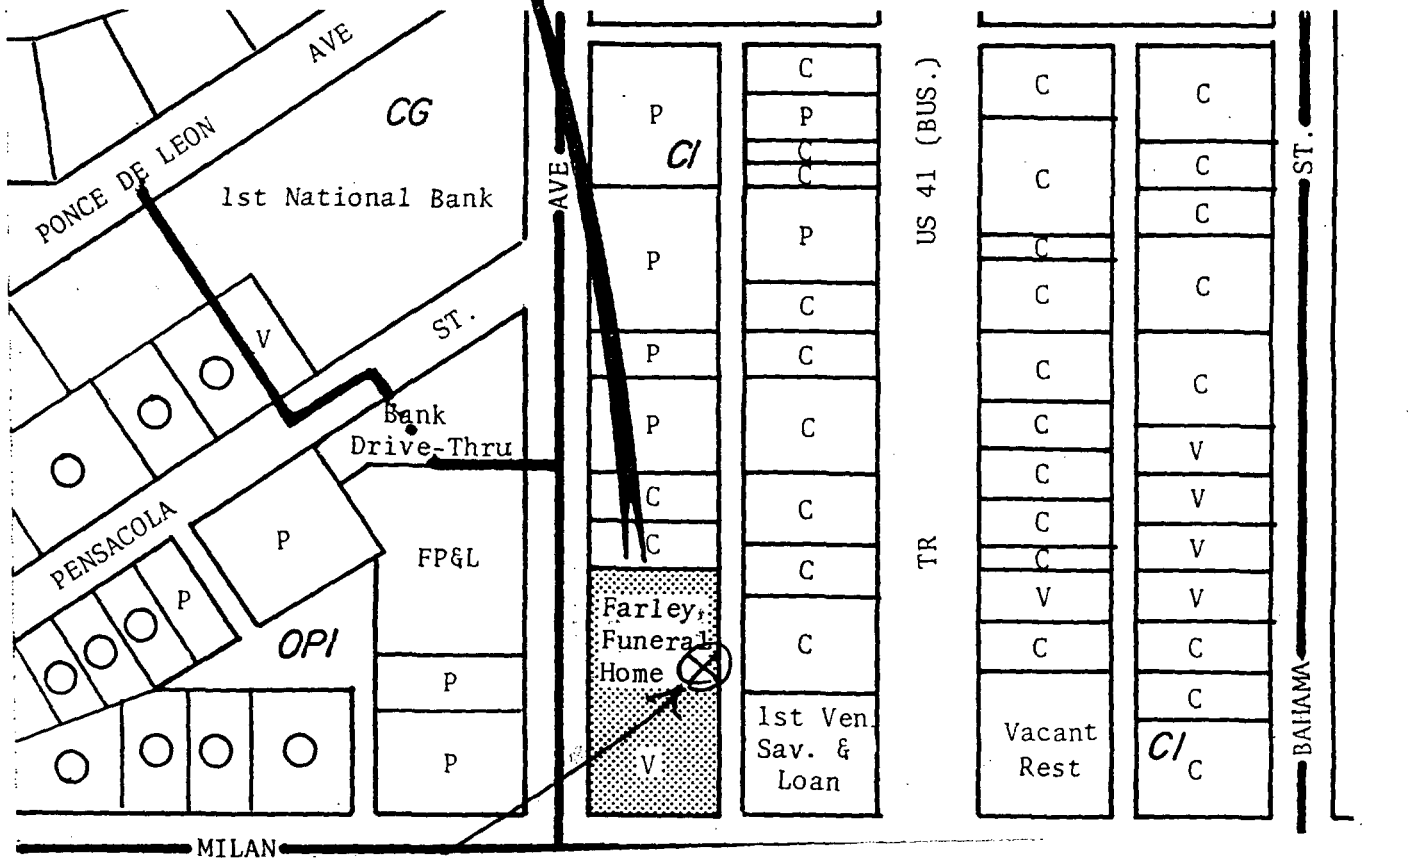 AVE
PONCE DE LEON
CG
1st National Bank
V
ST.
Bank
Drive-Thru
PENSACOLA
P
P
OPI
FP&L
P
P
MILAN
AVE
P
CI
P
P
P
C
C
Farley,
Funeral
Home
V
C
P
C
C
P
C
C
C
C
C
C
1st Ven.
Sav. &
Loan
US 41 (BUS.)
TR
C
C
C
C
C
C
C
C
C
V
C
Vacant
Rest
C
C
C
C
C
V
V
V
V
C
C
CI
C
ST.
BAHAMA